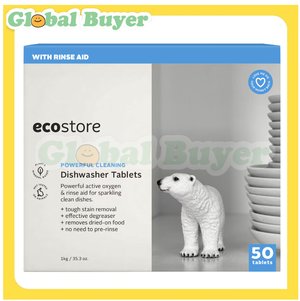 Global Buyer
WITH RINSE AID
ecostore
POWERFUL CLEANING
Dishwasher Tablets
Powerful active oxygen
& rinse aid for sparkling
clean dishes.
+ tough stain removal
+ effective degreaser
+ removes dried-on food
+ no need to pre-rinse
1kg / 35.3 oz.
50
tablets
Global Buyer
Global Buyer